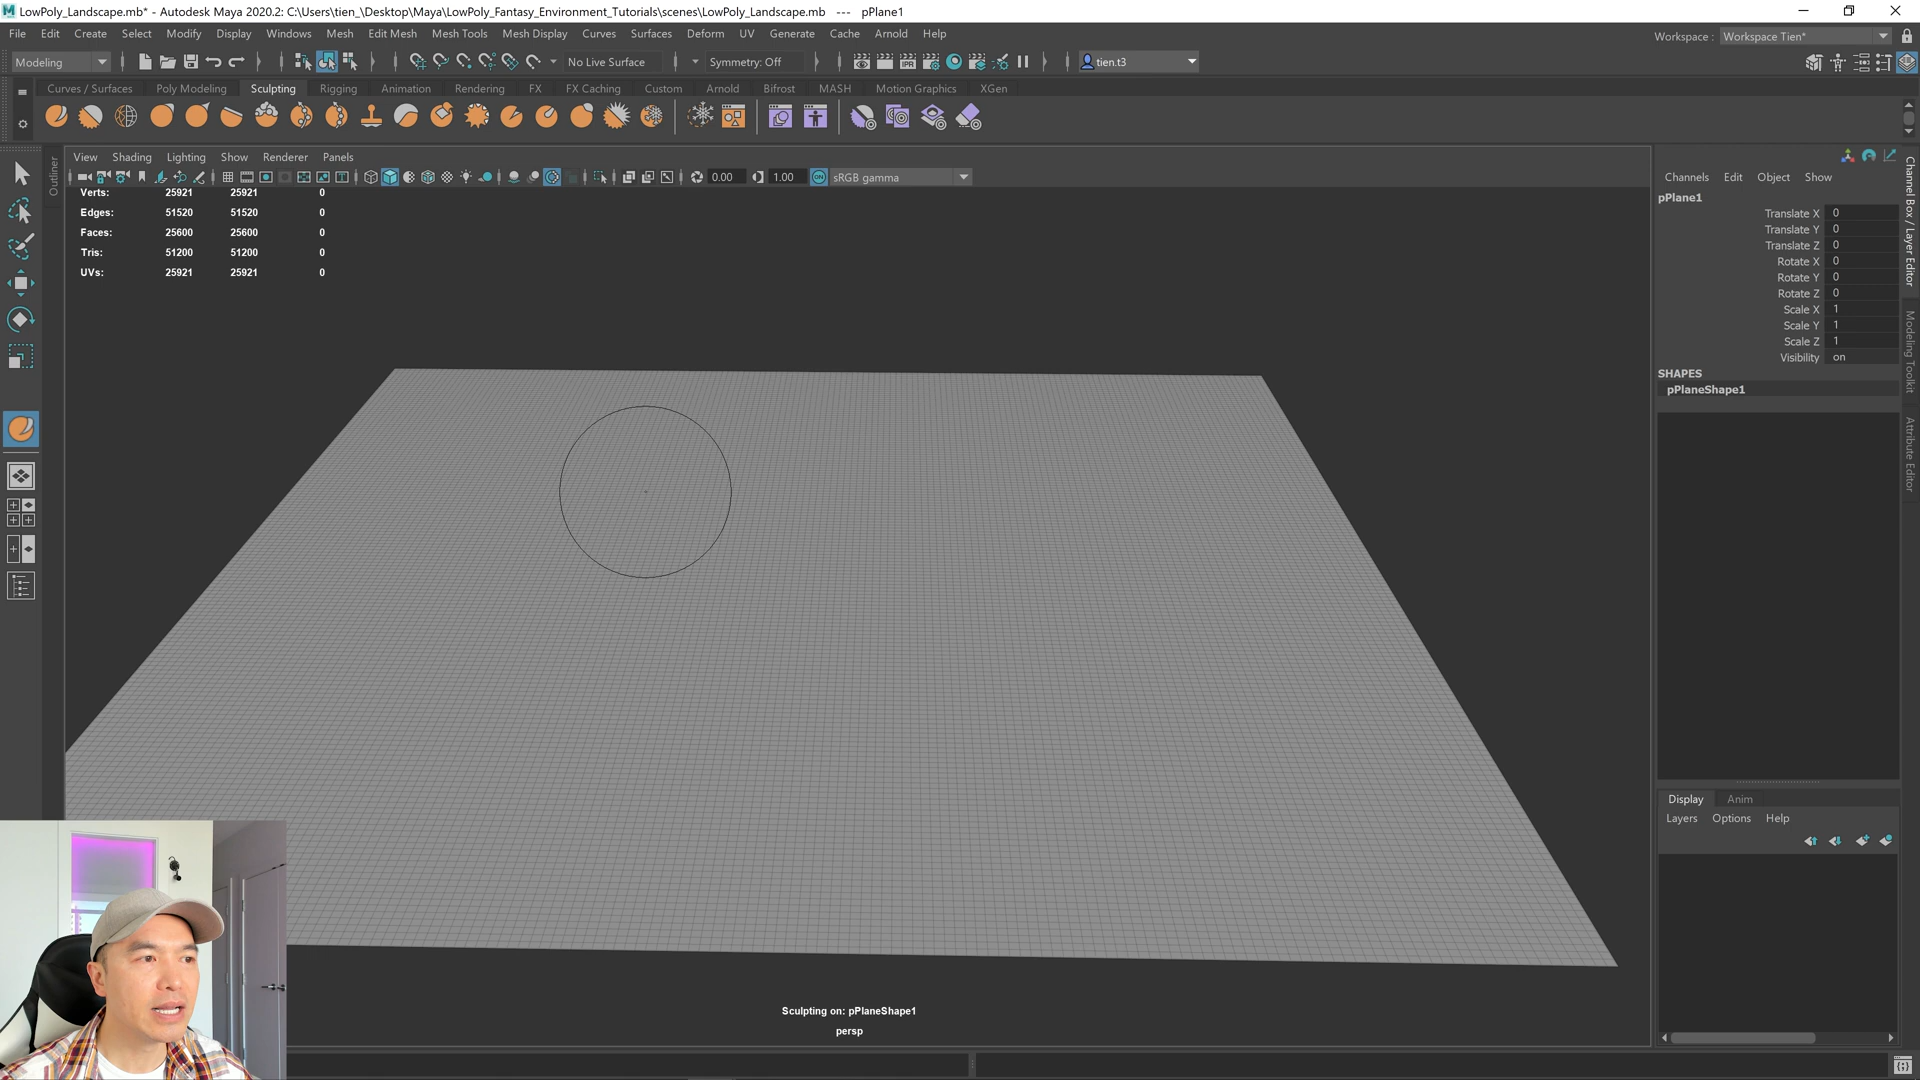 LowPoly_Landscape.mb* - Autodesk Maya 2020.2: C:\Users\tien_\Desktop\Maya\LowPoly_Fantasy_Environment_Tutorials\scenes\LowPoly_Landscape.mb --- pPlane1
File Edit Create Select Modify Display Windows Mesh Edit Mesh Mesh Tools Mesh Display Curves Surfaces Deform UV Generate Cache Arnold Help
Workspace : Workspace Tien*
Modeling No Live Surface Symmetry: Off tien.t3
Curves / Surfaces Poly Modeling Sculpting Rigging Animation Rendering FX FX Caching Custom Arnold Bifrost MASH Motion Graphics XGen
View Shading Lighting Show Renderer Panels
0.00 1.00 ON sRGB gamma
Outliner
Verts: 25921 25921 0
Edges: 51520 51520 0
Faces: 25600 25600 0
Tris: 51200 51200 0
UVs: 25921 25921 0
Sculpting on: pPlaneShape1
persp
Channels Edit Object Show
pPlane1
Translate X 0
Translate Y 0
Translate Z 0
Rotate X 0
Rotate Y 0
Rotate Z 0
Scale X 1
Scale Y 1
Scale Z 1
Visibility on
SHAPES
pPlaneShape1
Channel Box / Layer Editor
Modeling Toolkit
Attribute Editor
Display Anim
Layers Options Help